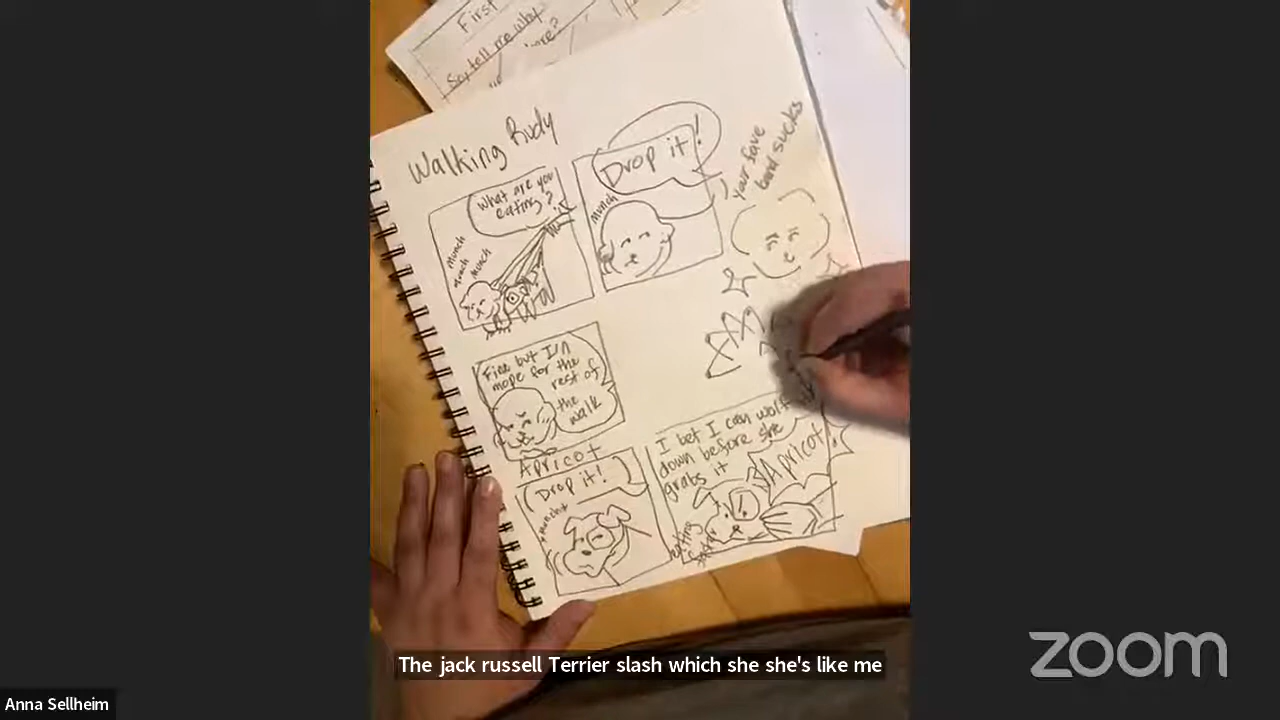 First
So, tell me why
Walking Rudy
What are you
eating?
munch
munch
munch
Drop it!
munch
Your fave
band sucks
Fine but I'll
mope for the
rest of
the
walk
Apricot
Drop it!
munch
I bet I can wolf
down before she
grabs it
Apricot!
zoom
The jack russell Terrier slash which she she's like me
Anna Sellheim